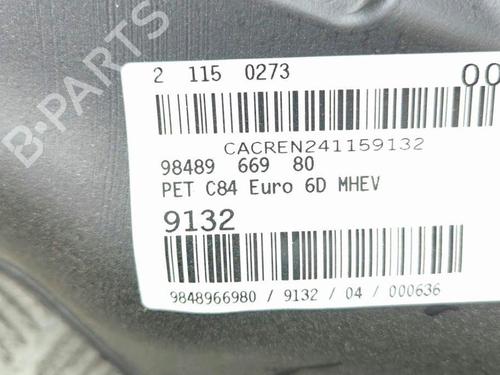 B-PARTS
2 115 0273
00
CACREN241159132
98489 669 80
PET C84 Euro 6D MHEV
9132
9848966980 / 9132 / 04 / 000636